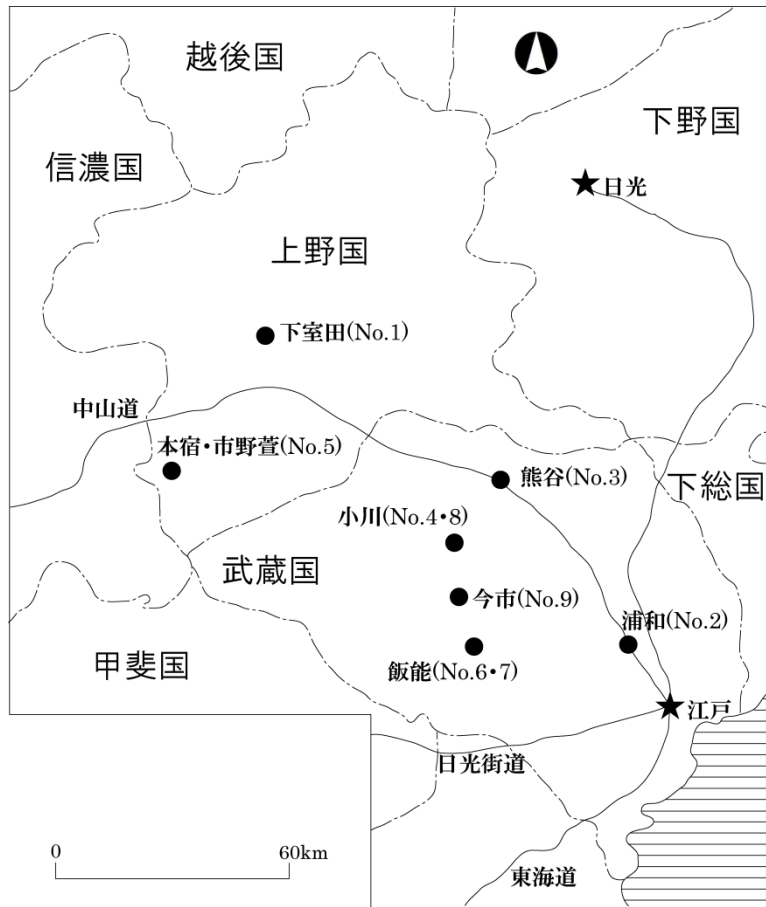 越後国
下野国
信濃国
日光
上野国
下室田(No.1)
中山道
本宿・市野萱(No.5)
熊谷(No.3)
下総国
小川(No.4・8)
武蔵国
今市(No.9)
浦和(No.2)
甲斐国
飯能(No.6・7)
江戸
日光街道
0
60km
東海道